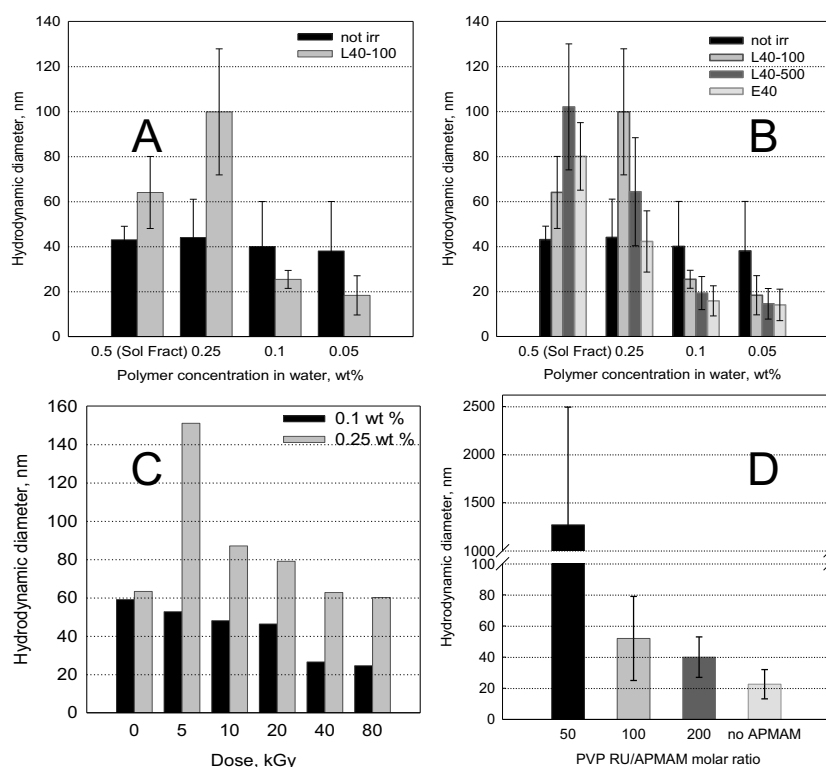 140
120
100
80
60
40
20
0
Hydrodynamic diameter, nm
not irr
L40-100
A
0.5 (Sol Fract) 0.25 0.1 0.05
Polymer concentration in water, wt%
140
120
100
80
60
40
20
0
Hydrodynamic diameter, nm
not irr
L40-100
L40-500
E40
B
0.5 (Sol Fract) 0.25 0.1 0.05
Polymer concentration in water, wt%
160
140
120
100
80
60
40
20
0
Hydrodynamic diameter, nm
0.1 wt %
0.25 wt %
C
0 5 10 20 40 80
Dose, kGy
2500
2000
1500
1000
100
80
60
40
20
0
Hydrodynamic diameter, nm
D
50 100 200 no APMAM
PVP RU/APMAM molar ratio